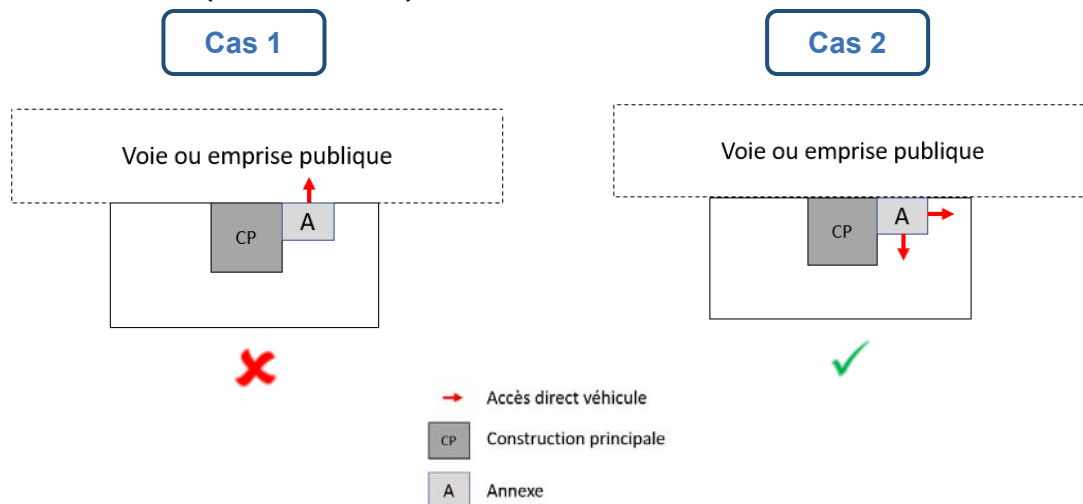 Cas 1
Cas 2
Voie ou emprise publique
Voie ou emprise publique
A
CP
A
CP
Accès direct véhicule
CP
Construction principale
A
Annexe